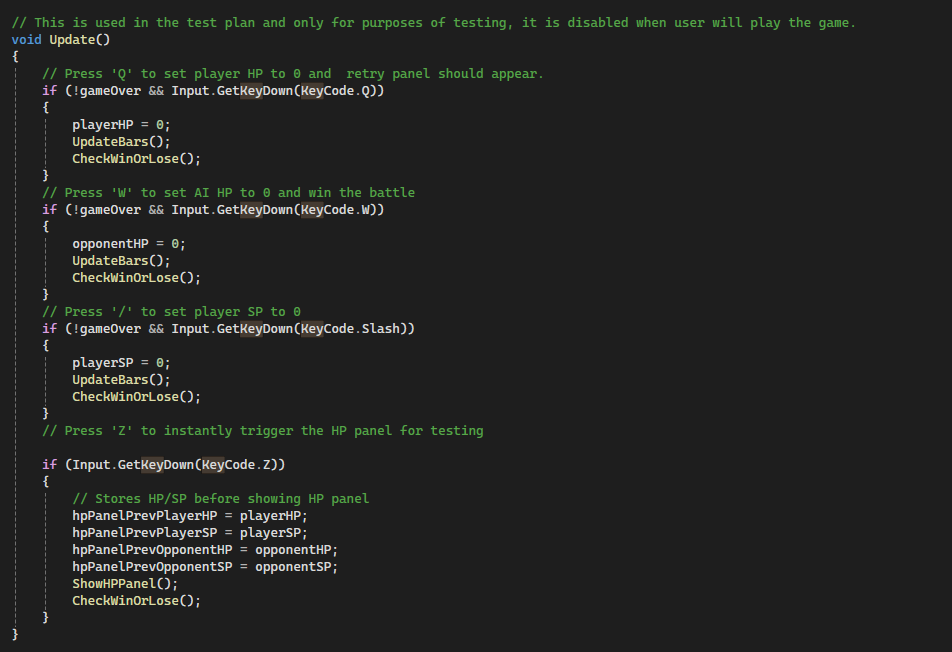 // This is used in the test plan and only for purposes of testing, it is disabled when user will play the game.
void Update()
{
    // Press 'Q' to set player HP to 0 and  retry panel should appear.
    if (!gameOver && Input.GetKeyDown(KeyCode.Q))
    {
        playerHP = 0;
        UpdateBars();
        CheckWinOrLose();
    }
    // Press 'W' to set AI HP to 0 and win the battle
    if (!gameOver && Input.GetKeyDown(KeyCode.W))
    {
        opponentHP = 0;
        UpdateBars();
        CheckWinOrLose();
    }
    // Press '/' to set player SP to 0
    if (!gameOver && Input.GetKeyDown(KeyCode.Slash))
    {
        playerSP = 0;
        UpdateBars();
        CheckWinOrLose();
    }
    // Press 'Z' to instantly trigger the HP panel for testing

    if (Input.GetKeyDown(KeyCode.Z))
    {
        // Stores HP/SP before showing HP panel
        hpPanelPrevPlayerHP = playerHP;
        hpPanelPrevPlayerSP = playerSP;
        hpPanelPrevOpponentHP = opponentHP;
        hpPanelPrevOpponentSP = opponentSP;
        ShowHPPanel();
        CheckWinOrLose();
    }
}